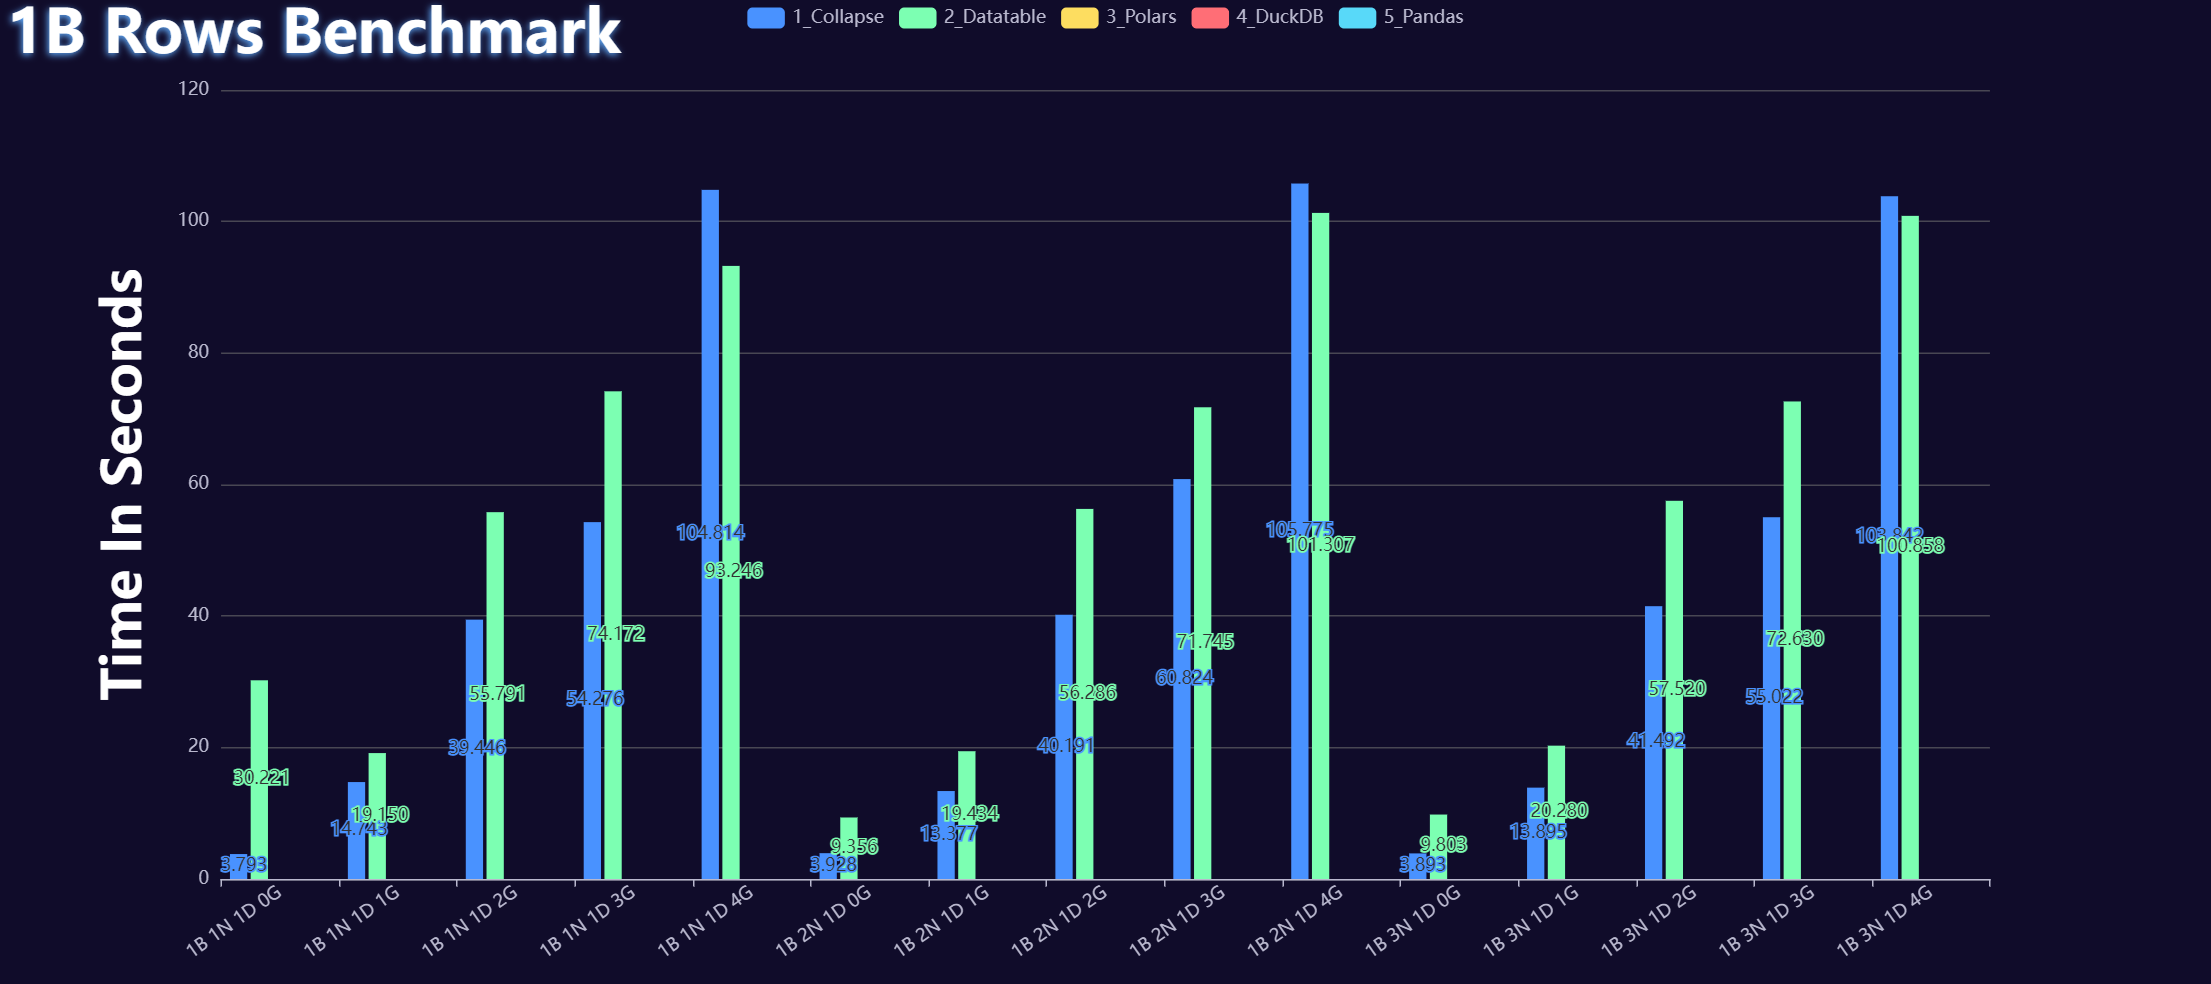 1B Rows Benchmark
1_Collapse 2_Datatable 3_Polars 4_DuckDB 5_Pandas
Time In Seconds
120
100
80
60
40
20
0
3.793 30.221
14.743 19.150
39.446 55.791
54.276 74.172
104.814 93.246
3.928 9.356
13.377 19.434
40.191 56.286
60.824 71.745
105.775 101.307
3.893 9.803
13.895 20.280
41.492 57.520
55.022 72.630
103.842 100.858
1B 1N 1D 0G
1B 1N 1D 1G
1B 1N 1D 2G
1B 1N 1D 3G
1B 1N 1D 4G
1B 2N 1D 0G
1B 2N 1D 1G
1B 2N 1D 2G
1B 2N 1D 3G
1B 2N 1D 4G
1B 3N 1D 0G
1B 3N 1D 1G
1B 3N 1D 2G
1B 3N 1D 3G
1B 3N 1D 4G